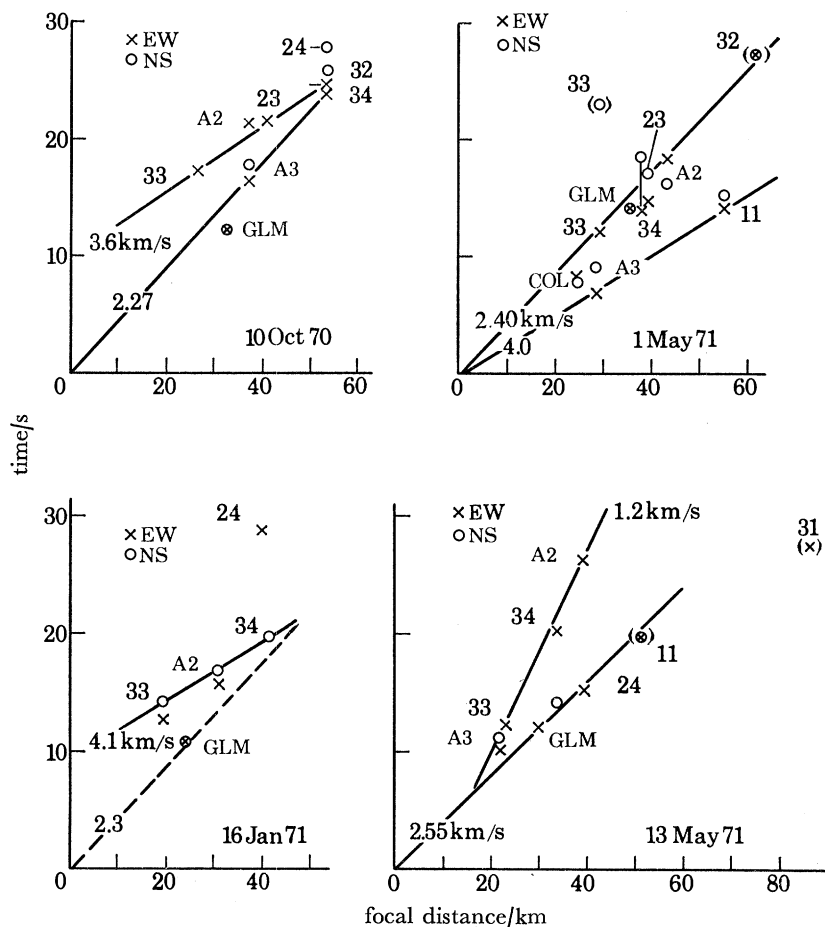 30
× EW
○ NS
24
32
34
23
A2
20
33
A3
GLM
3.6 km/s
10
2.27
10 Oct 70
0
20
40
60
× EW
○ NS
32
33
23
A2
GLM
33
34
11
A3
COL
2.40 km/s
4.0
1 May 71
0
20
40
60
time/s
30
24
× EW
○ NS
20
34
A2
33
4.1 km/s
GLM
10
2.3
16 Jan 71
0
20
40
× EW
○ NS
1.2 km/s
31
A2
34
11
24
33
A3
GLM
2.55 km/s
13 May 71
0
20
40
60
80
focal distance/km